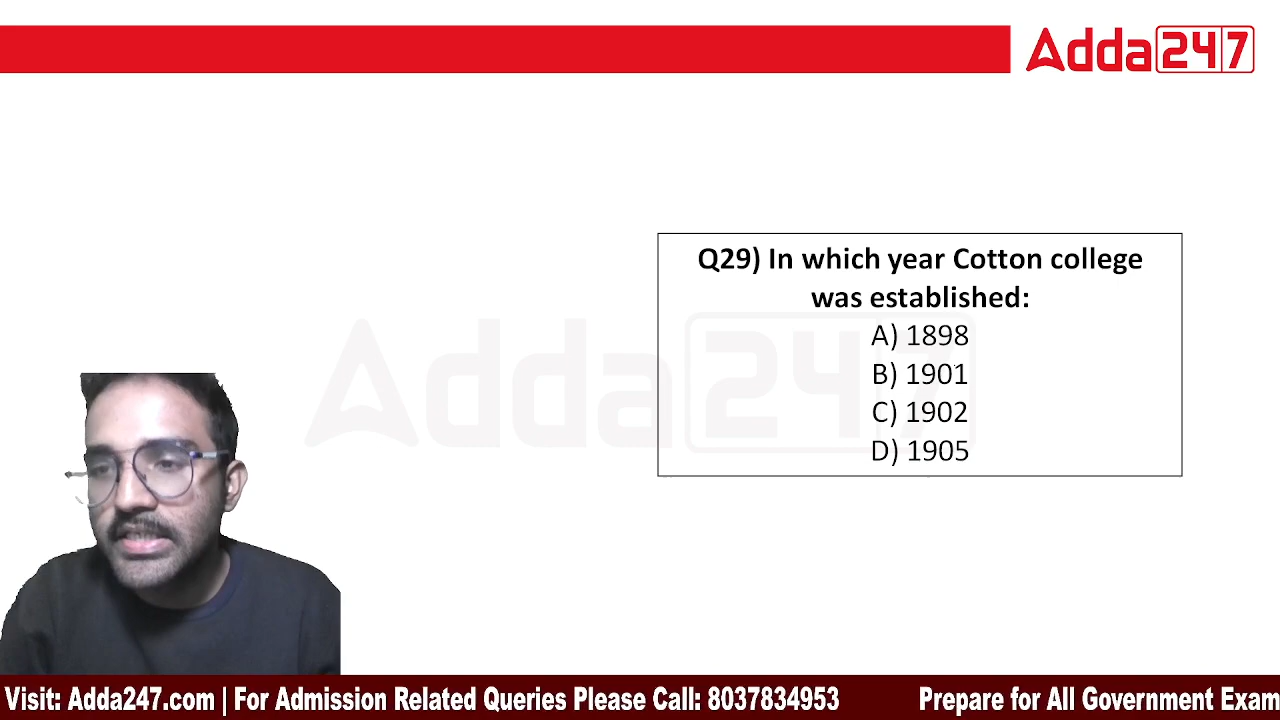 Adda247
Q29) In which year Cotton college
was established:
A) 1898
B) 1901
C) 1902
D) 1905
Adda247
Visit: Adda247.com | For Admission Related Queries Please Call: 8037834953 Prepare for All Government Exam